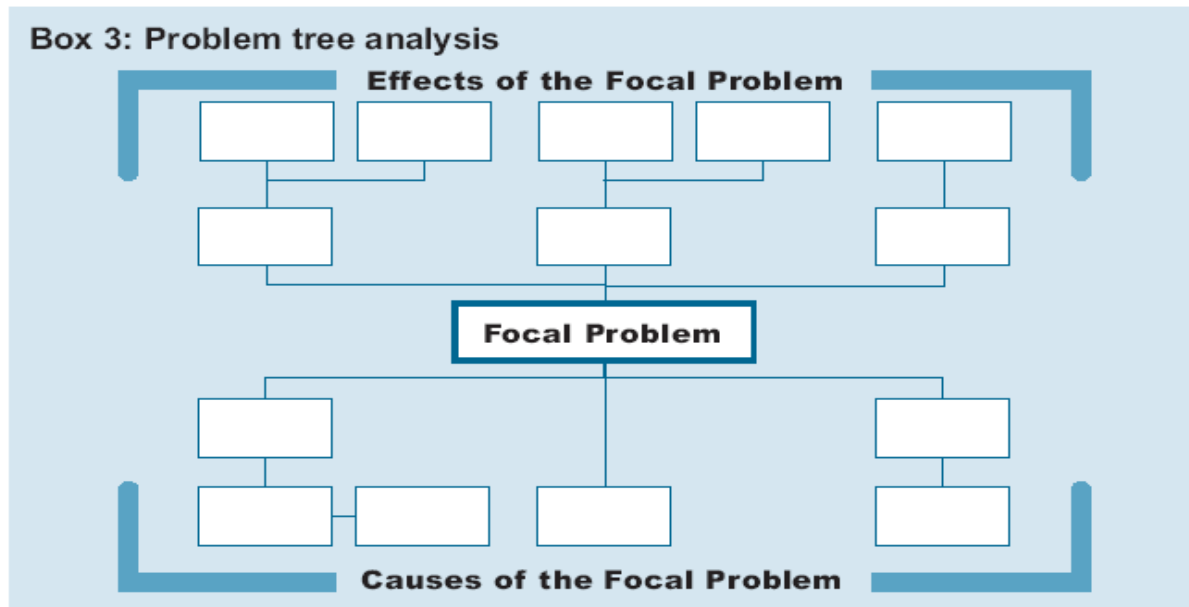 Box 3: Problem tree analysis
Effects of the Focal Problem
Focal Problem
Causes of the Focal Problem